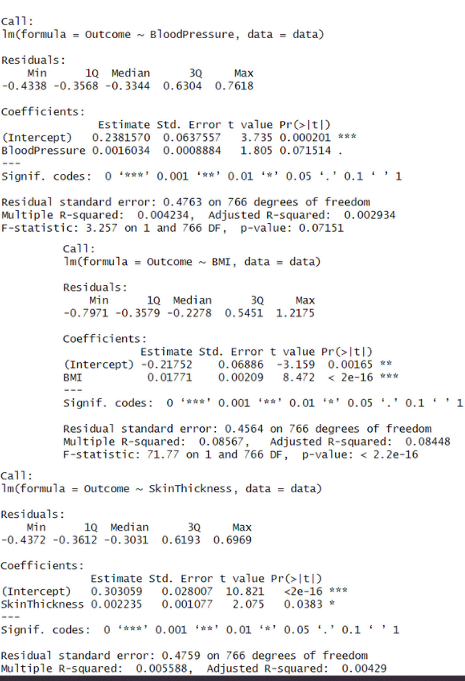 Call:
lm(formula = Outcome ~ BloodPressure, data = data)
Residuals:
Min 1Q Median 3Q Max
-0.4338 -0.3568 -0.3344 0.6304 0.7618
Coefficients:
Estimate Std. Error t value Pr(>|t|)
(Intercept) 0.2381570 0.0637557 3.735 0.000201 ***
BloodPressure 0.0016034 0.0008884 1.805 0.071514 .
---
Signif. codes: 0 ‘***’ 0.001 ‘**’ 0.01 ‘*’ 0.05 ‘.’ 0.1 ‘ ’ 1
Residual standard error: 0.4763 on 766 degrees of freedom
Multiple R-squared: 0.004234, Adjusted R-squared: 0.002934
F-statistic: 3.257 on 1 and 766 DF, p-value: 0.07151
Call:
lm(formula = Outcome ~ BMI, data = data)
Residuals:
Min 1Q Median 3Q Max
-0.7971 -0.3579 -0.2278 0.5451 1.2175
Coefficients:
Estimate Std. Error t value Pr(>|t|)
(Intercept) -0.21752 0.06886 -3.159 0.00165 **
BMI 0.01771 0.00209 8.472 < 2e-16 ***
---
Signif. codes: 0 ‘***’ 0.001 ‘**’ 0.01 ‘*’ 0.05 ‘.’ 0.1 ‘ ’ 1
Residual standard error: 0.4564 on 766 degrees of freedom
Multiple R-squared: 0.08567, Adjusted R-squared: 0.08448
F-statistic: 71.77 on 1 and 766 DF, p-value: < 2.2e-16
Call:
lm(formula = Outcome ~ SkinThickness, data = data)
Residuals:
Min 1Q Median 3Q Max
-0.4372 -0.3612 -0.3031 0.6193 0.6969
Coefficients:
Estimate Std. Error t value Pr(>|t|)
(Intercept) 0.303059 0.028007 10.821 <2e-16 ***
SkinThickness 0.002235 0.001077 2.075 0.0383 *
---
Signif. codes: 0 ‘***’ 0.001 ‘**’ 0.01 ‘*’ 0.05 ‘.’ 0.1 ‘ ’ 1
Residual standard error: 0.4759 on 766 degrees of freedom
Multiple R-squared: 0.005588, Adjusted R-squared: 0.00429